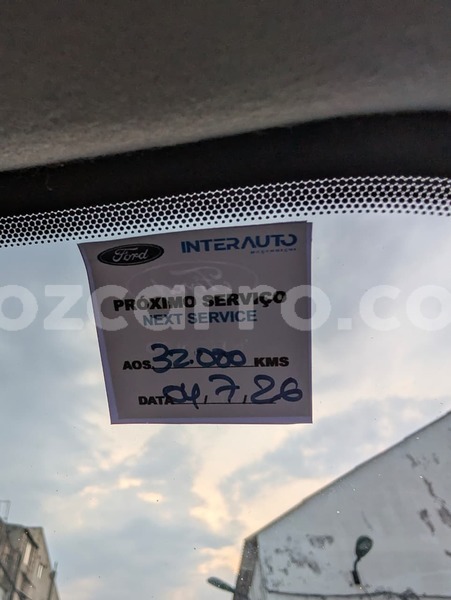 Ford INTERAUTO
PRÓXIMO SERVIÇO
NEXT SERVICE
AOS 32.000 KMS
DATA 04,7,26
ozcarro.co